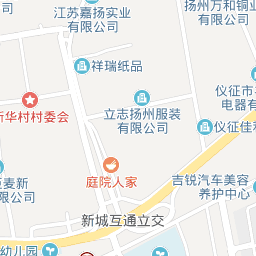 江苏嘉扬实业
有限公司
扬州万和铜业
有限公司
祥瑞纸品
仪征市
电器有
立志扬州服装
有限公司
新华村村委会
仪征佳
庭院人家
吉锐汽车美容
养护中心
麦新
限公司
新城互通立交
幼儿园